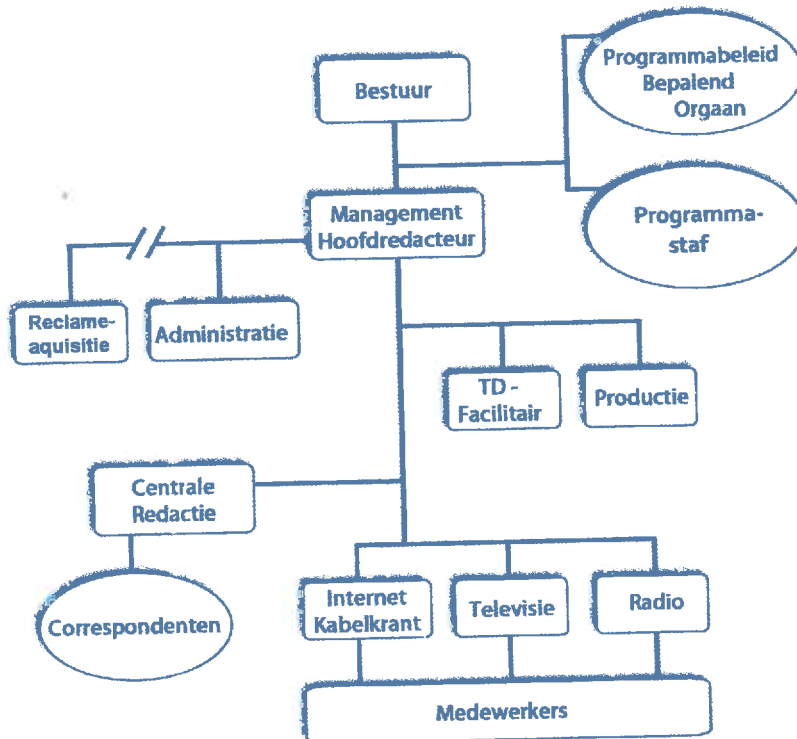 Bestuur
Programmabeleid
Bepalend
Orgaan
Management
Hoofdredacteur
Programma-
staf
Reclame-
aquisitie
Administratie
TD -
Facilitair
Productie
Centrale
Redactie
Correspondenten
Internet
Kabelkrant
Televisie
Radio
Medewerkers